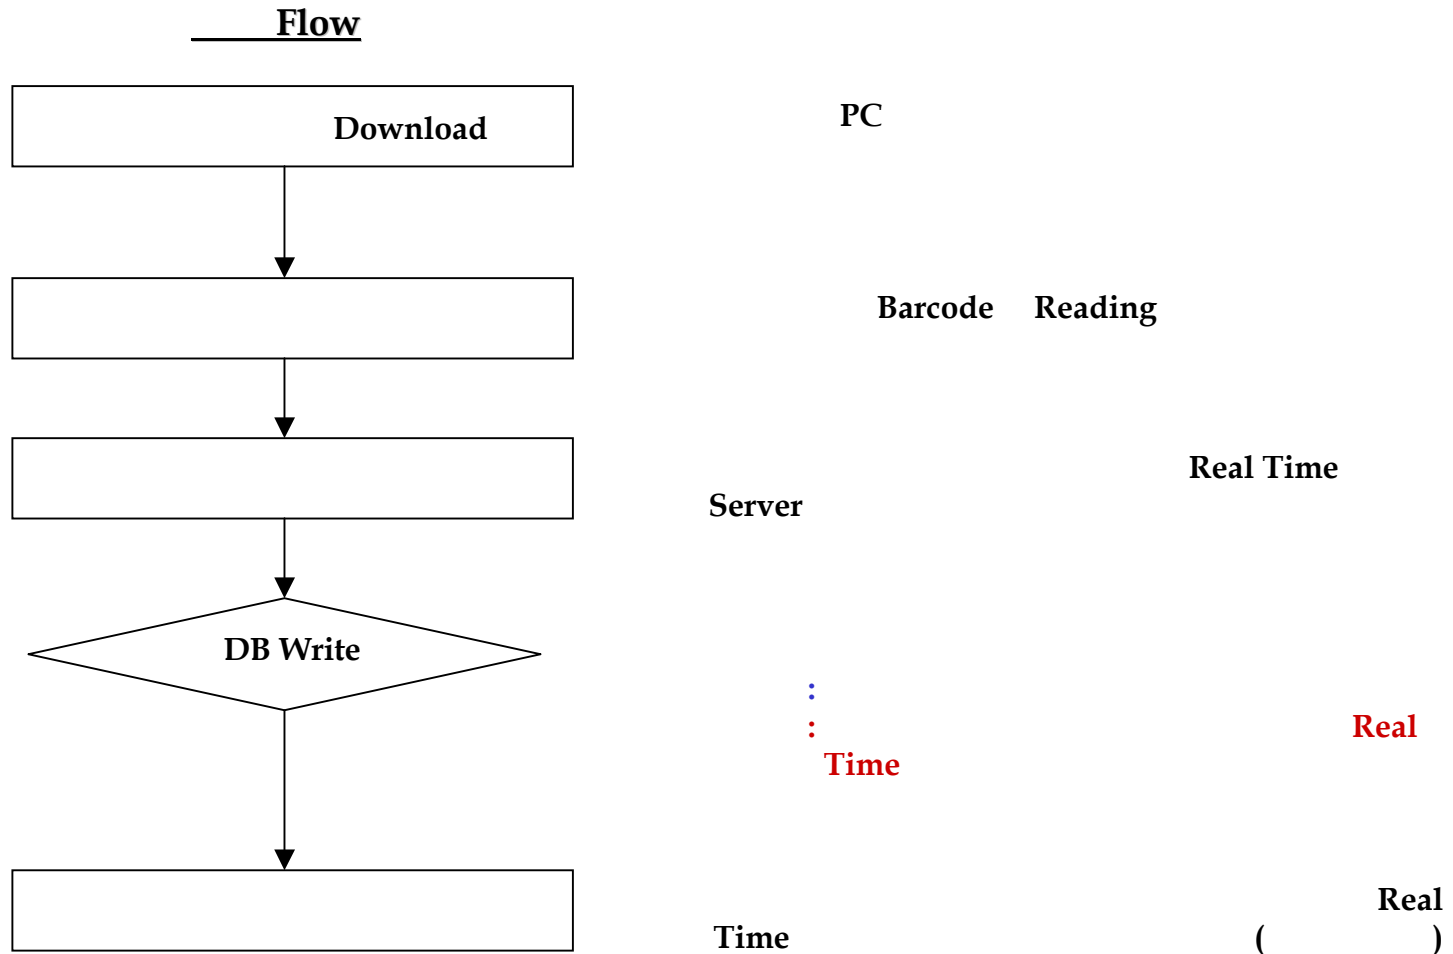 Flow
Download
PC
Barcode Reading
Real Time
Server
DB Write
:
: Real
Time
Real
Time ( )